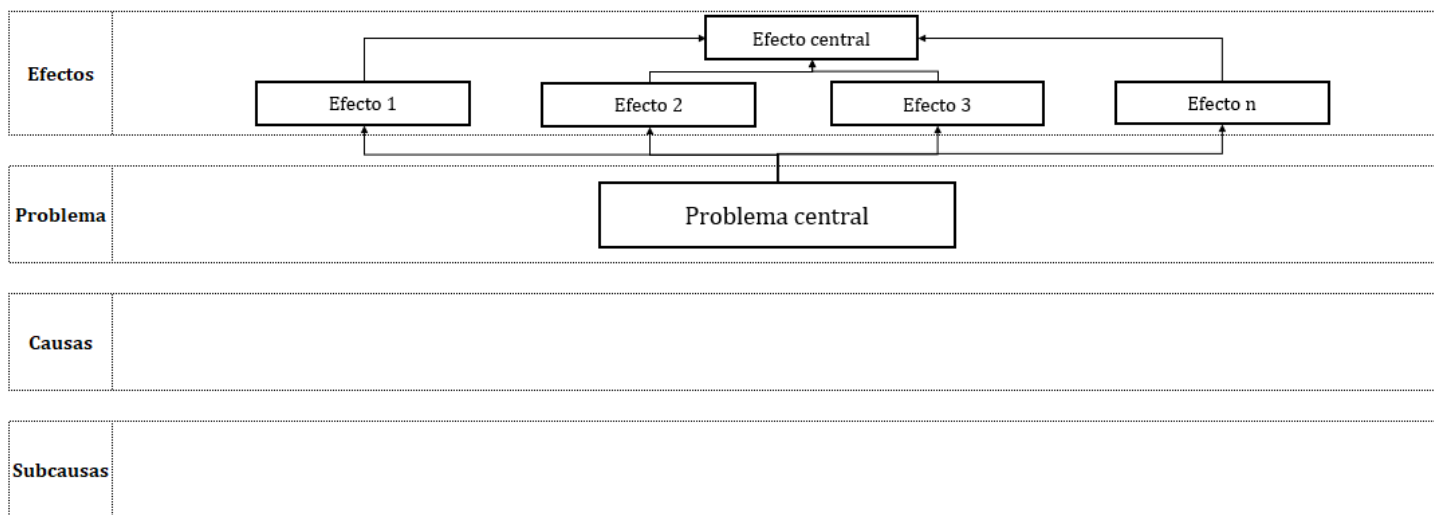 Efecto central
Efectos
Efecto 1
Efecto 2
Efecto 3
Efecto n
Problema
Problema central
Causas
Subcausas